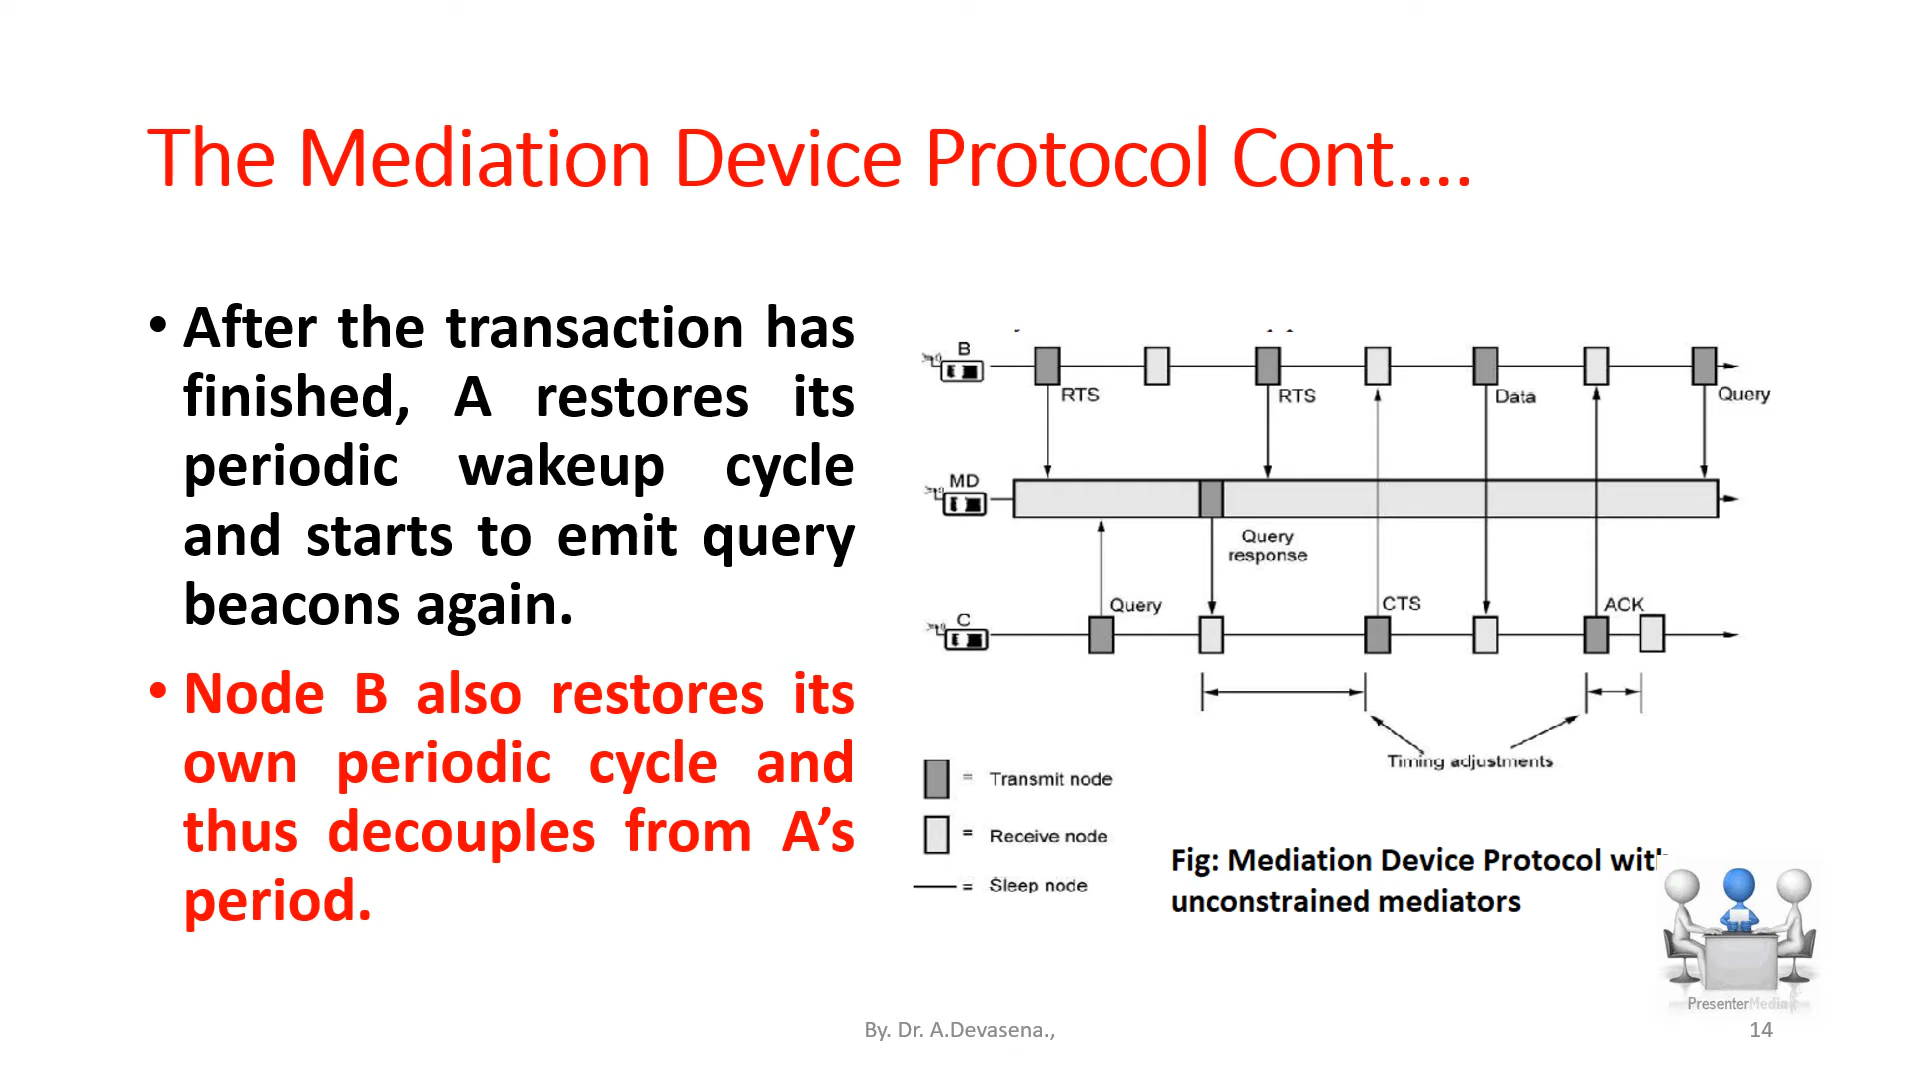 The Mediation Device Protocol Cont....
• After the transaction has
finished, A restores its
periodic wakeup cycle
and starts to emit query
beacons again.
• Node B also restores its
own periodic cycle and
thus decouples from A’s
period.
B
RTS
RTS
Data
Query
MD
Query
response
C
Query
CTS
ACK
Timing adjustments
= Transmit node
= Receive node
= Sleep node
Fig: Mediation Device Protocol with
unconstrained mediators
PresenterMedia
By. Dr. A.Devasena.,
14